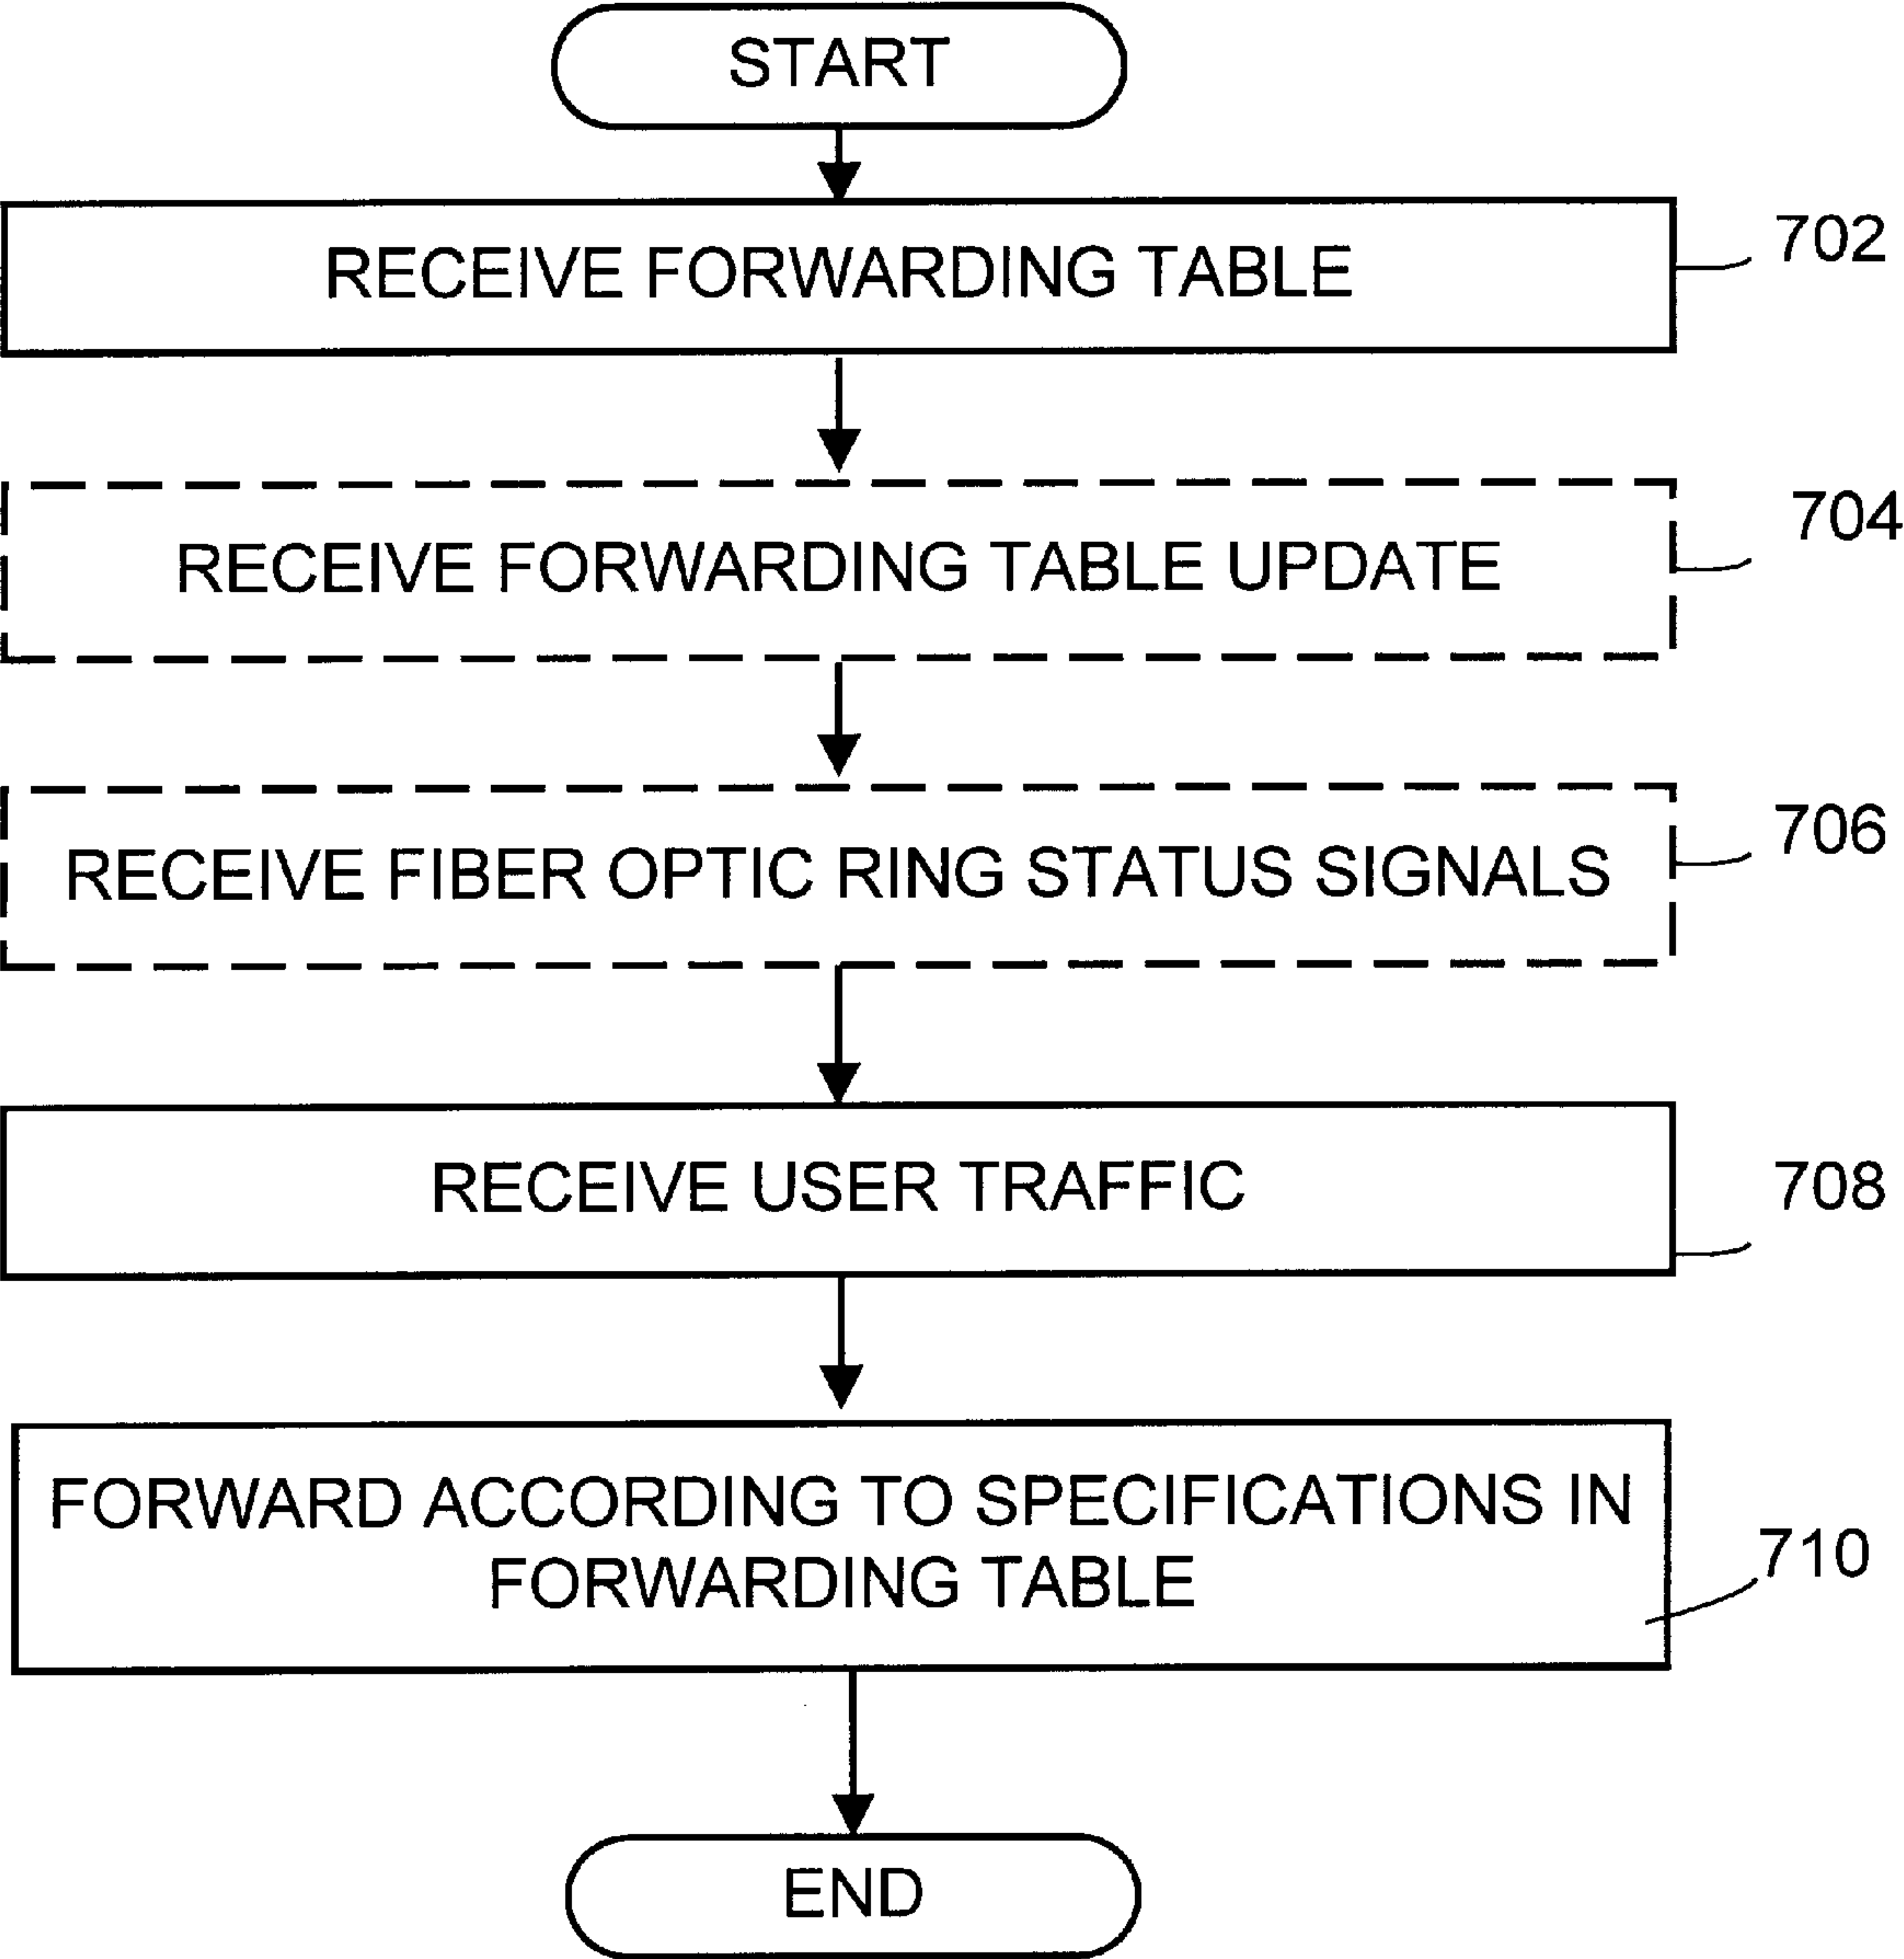 START
RECEIVE FORWARDING TABLE
702
RECEIVE FORWARDING TABLE UPDATE
704
RECEIVE FIBER OPTIC RING STATUS SIGNALS
706
RECEIVE USER TRAFFIC
708
FORWARD ACCORDING TO SPECIFICATIONS IN
FORWARDING TABLE
710
END